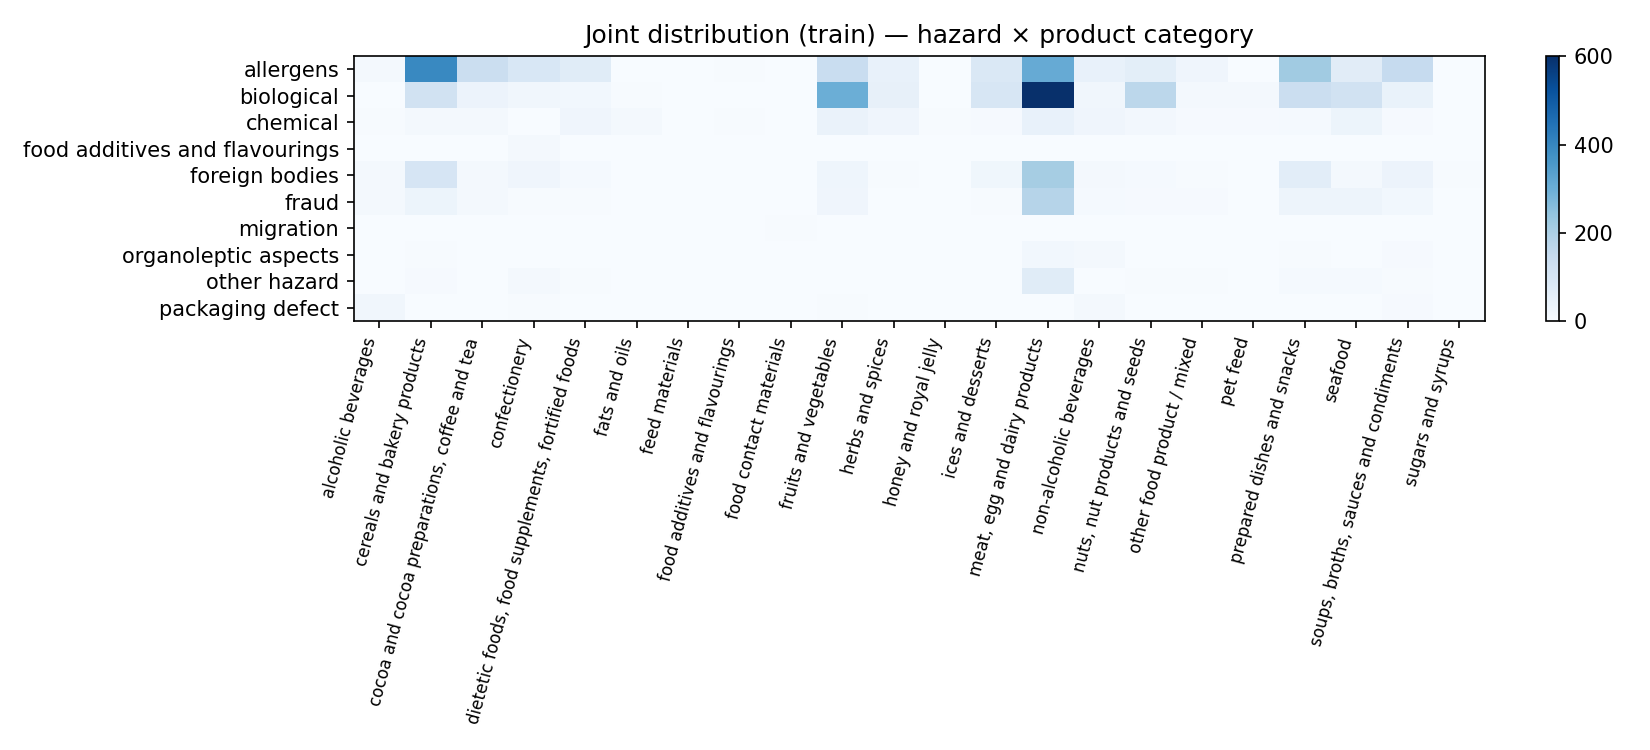 Joint distribution (train) — hazard × product category
allergens
biological
chemical
food additives and flavourings
foreign bodies
fraud
migration
organoleptic aspects
other hazard
packaging defect
600
400
200
0
alcoholic beverages
cereals and bakery products
cocoa and cocoa preparations, coffee and tea
confectionery
dietetic foods, food supplements, fortified foods
fats and oils
feed materials
food additives and flavourings
food contact materials
fruits and vegetables
herbs and spices
honey and royal jelly
ices and desserts
meat, egg and dairy products
non-alcoholic beverages
nuts, nut products and seeds
other food product / mixed
pet feed
prepared dishes and snacks
seafood
soups, broths, sauces and condiments
sugars and syrups